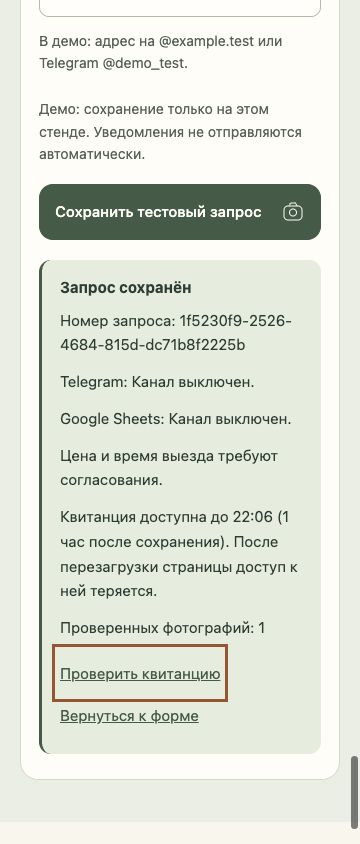 В демо: адрес на @example.test или
Telegram @demo_test.
Демо: сохранение только на этом
стенде. Уведомления не отправляются
автоматически.
Сохранить тестовый запрос
Запрос сохранён
Номер запроса: 1f5230f9-2526-
4684-815d-dc71b8f2225b
Telegram: Канал выключен.
Google Sheets: Канал выключен.
Цена и время выезда требуют
согласования.
Квитанция доступна до 22:06 (1
час после сохранения). После
перезагрузки страницы доступ к
ней теряется.
Проверенных фотографий: 1
Проверить квитанцию
Вернуться к форме